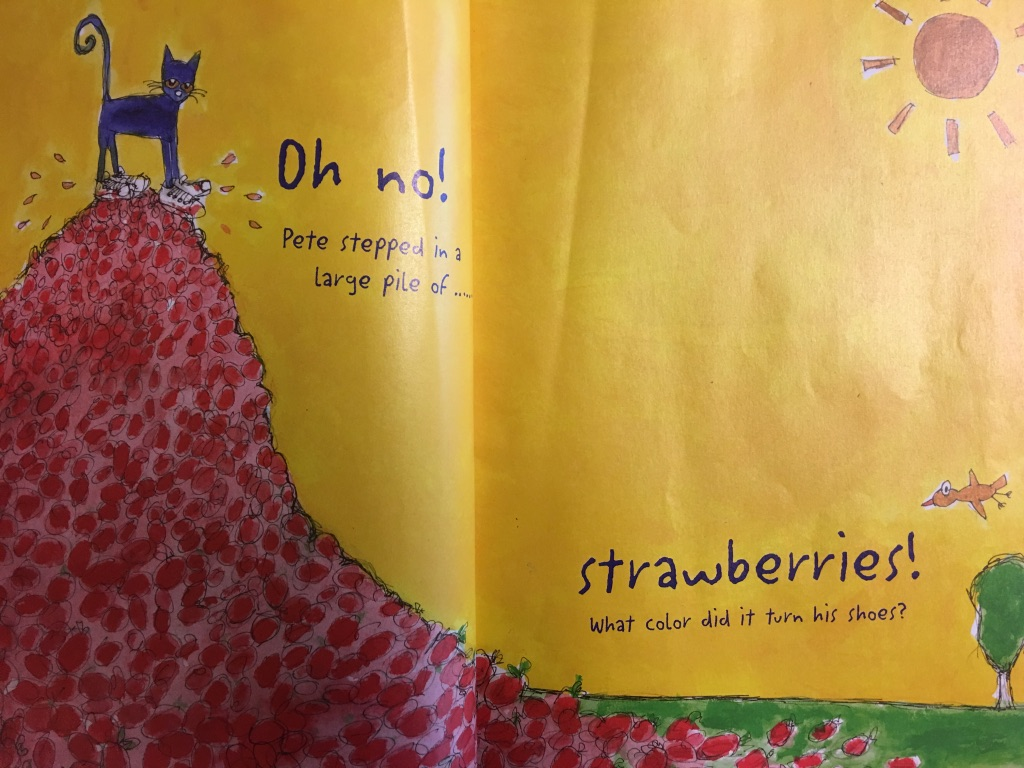 Oh no!
Pete stepped in a
large pile of .....
strawberries!
What color did it turn his shoes?